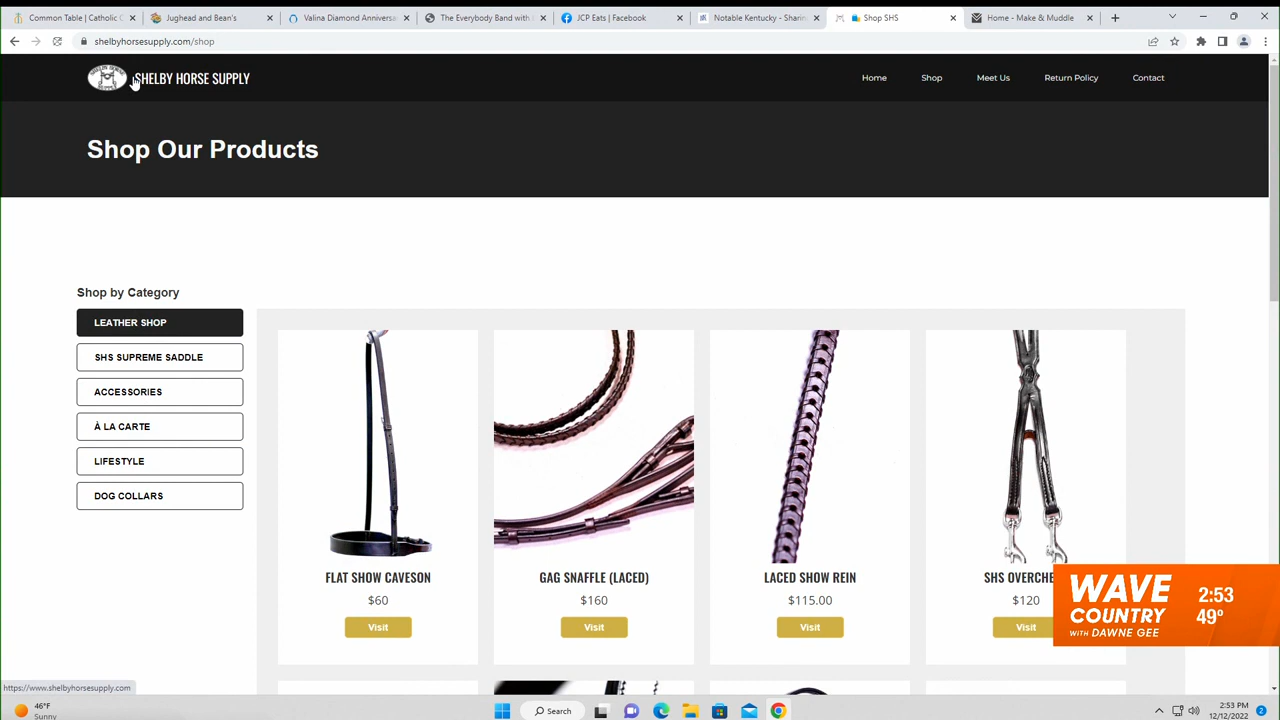 Common Table | Catholic C
Jughead and Bean's
Valina Diamond Anniversa
The Everybody Band with
JCP Eats | Facebook
Notable Kentucky - Sharin
Shop SHS
Home - Make & Muddle
shelbyhorsesupply.com/shop
SHELBY HORSE SUPPLY
Home
Shop
Meet Us
Return Policy
Contact
Shop Our Products
Shop by Category
LEATHER SHOP
SHS SUPREME SADDLE
ACCESSORIES
À LA CARTE
LIFESTYLE
DOG COLLARS
FLAT SHOW CAVESON
$60
Visit
GAG SNAFFLE (LACED)
$160
Visit
LACED SHOW REIN
$115.00
Visit
SHS OVERCHE
$120
Visit
WAVE
COUNTRY
WITH DAWNE GEE
2:53
49°
https://www.shelbyhorsesupply.com
46°F
Sunny
Search
2:53 PM
12/12/2022
2